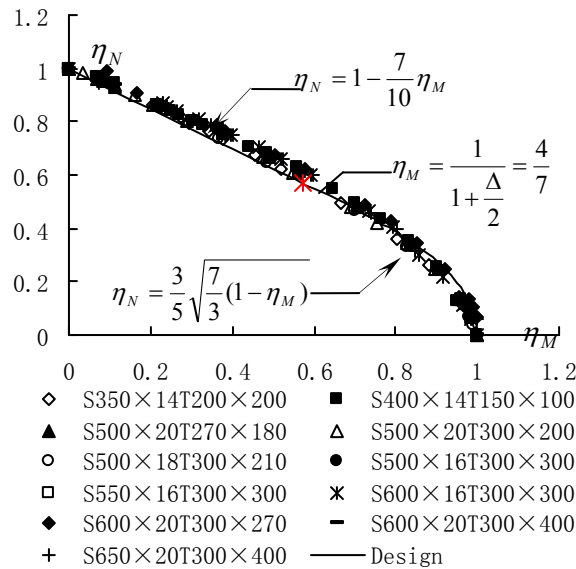 1.2
η_N
η_N = 1 − 7/10 η_M
1
0.8
η_M = 1/(1 + Δ/2) = 4/7
0.6
0.4
η_N = 3/5 √(7/3 (1 − η_M))
0.2
0
η_M
0 0.2 0.4 0.6 0.8 1 1.2
S350×14T200×200 S400×14T150×100
S500×20T270×180 S500×20T300×200
S500×18T300×210 S500×16T300×300
S550×16T300×300 S600×16T300×300
S600×20T300×270 S600×20T300×400
S650×20T300×400 Design